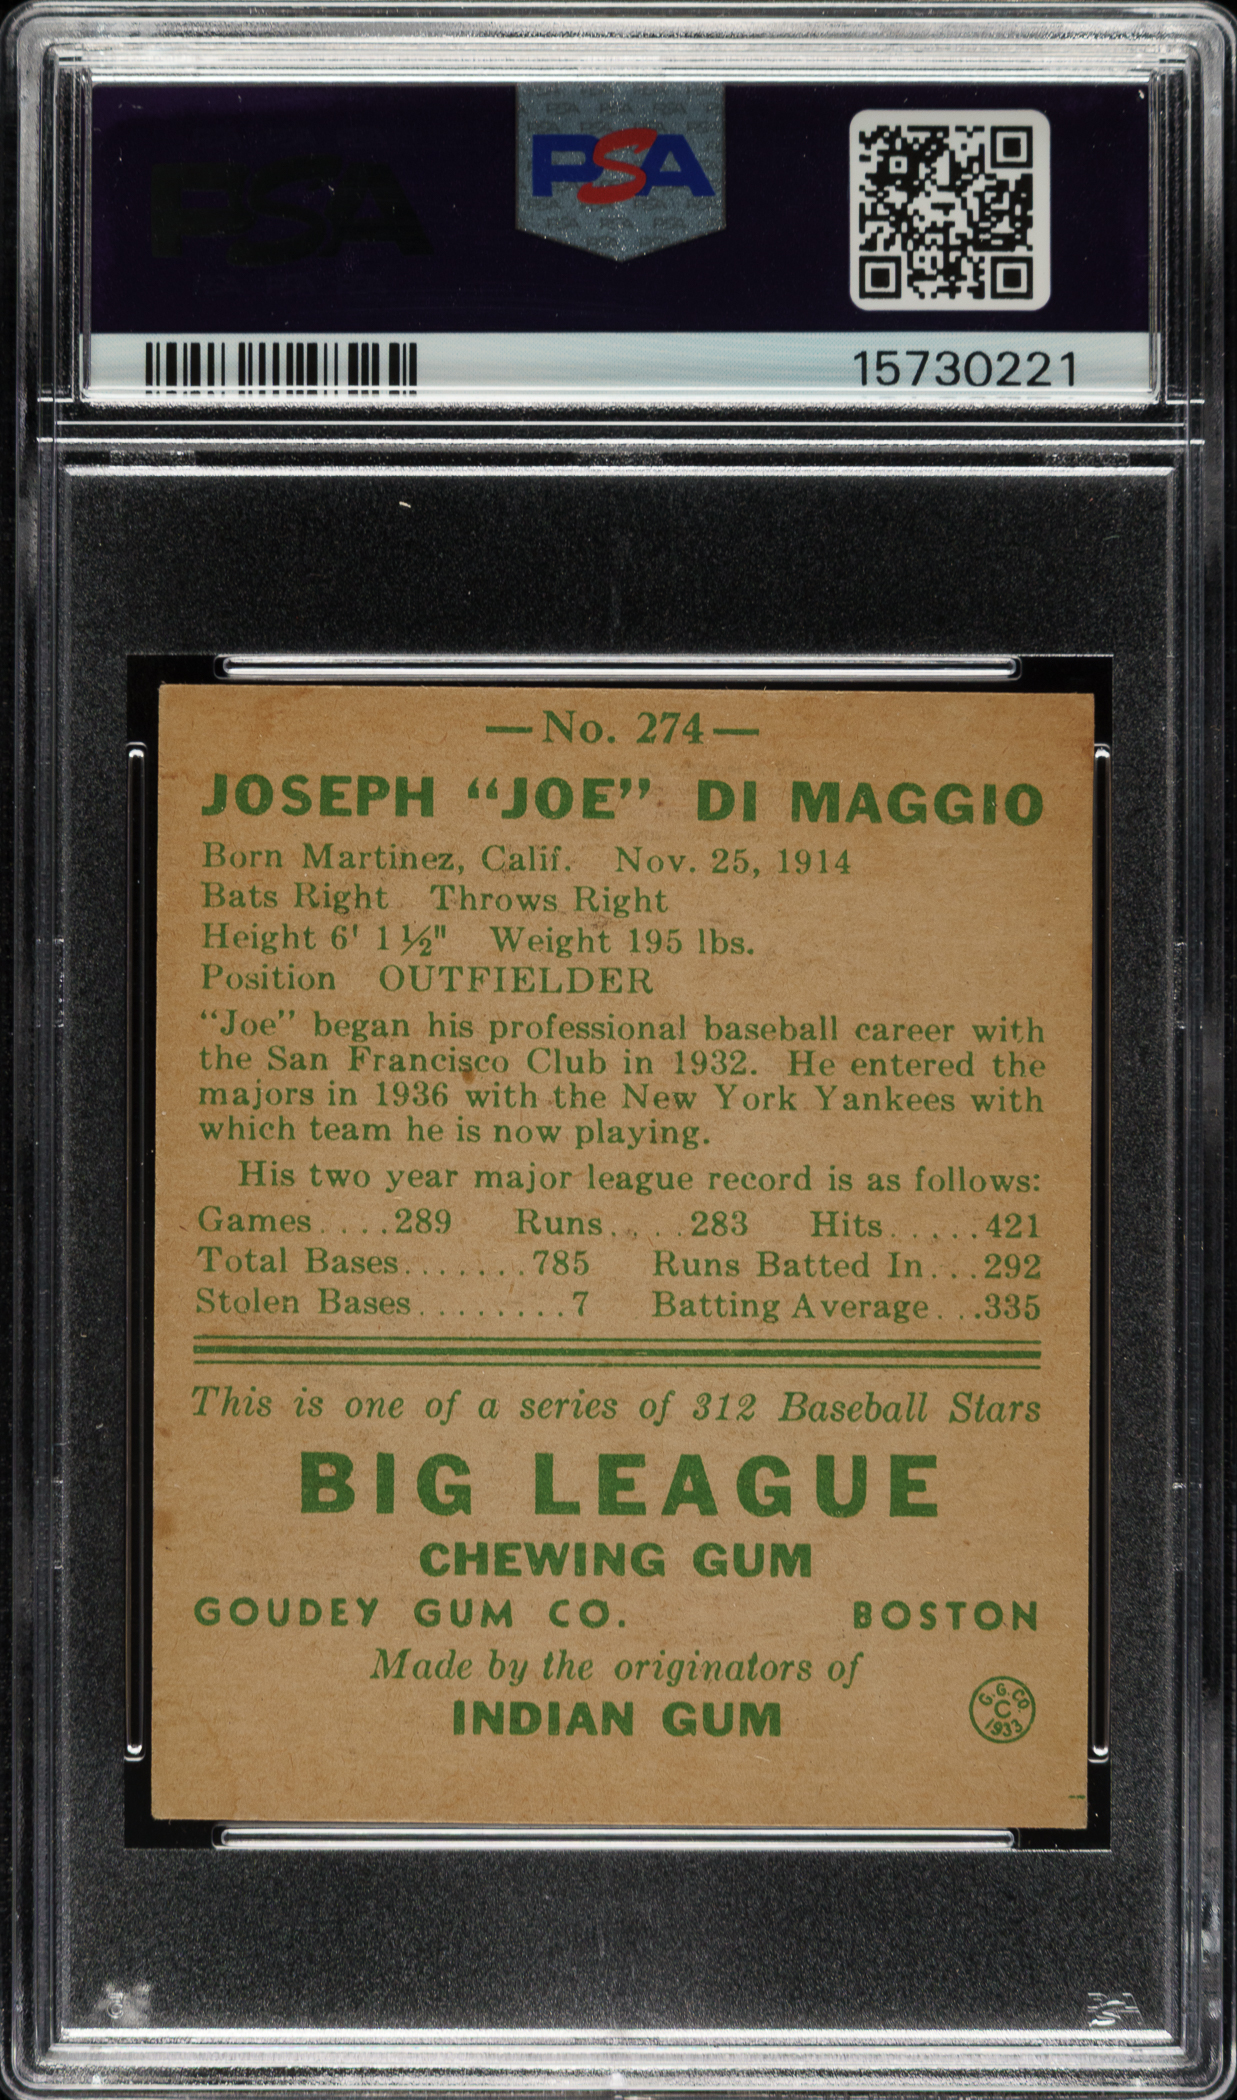 PSA
PSA
15730221
—No. 274—
JOSEPH “JOE” DI MAGGIO
Born Martinez, Calif. Nov. 25, 1914
Bats Right Throws Right
Height 6' 1 ½" Weight 195 lbs.
Position OUTFIELDER
“Joe” began his professional baseball career with
the San Francisco Club in 1932. He entered the
majors in 1936 with the New York Yankees with
which team he is now playing.
His two year major league record is as follows:
Games....289 Runs.....283 Hits......421
Total Bases.......785 Runs Batted In...292
Stolen Bases........7 Batting Average...335
This is one of a series of 312 Baseball Stars
BIG LEAGUE
CHEWING GUM
GOUDEY GUM CO. BOSTON
Made by the originators of
INDIAN GUM
G.G.CO
C
1933
PSA